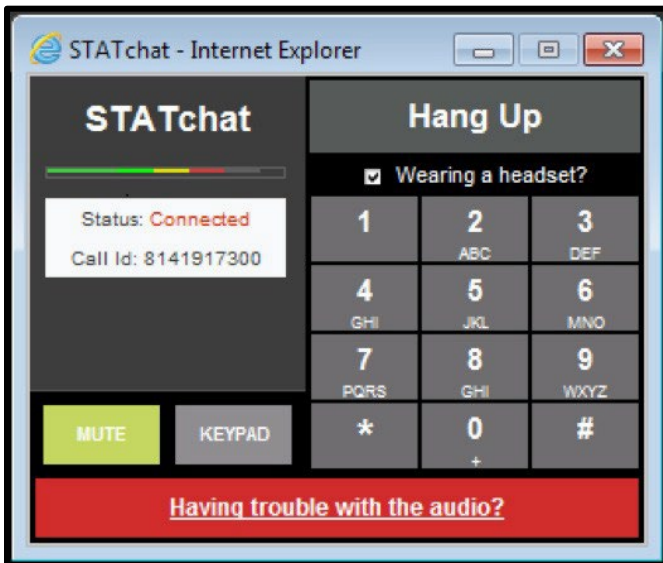 STATchat - Internet Explorer
STATchat
Status: Connected
Call Id: 8141917300
MUTE
KEYPAD
Hang Up
Wearing a headset?
1
2
ABC
3
DEF
4
GHI
5
JKL
6
MNO
7
PQRS
8
GHI
9
WXYZ
*
0
+
#
Having trouble with the audio?